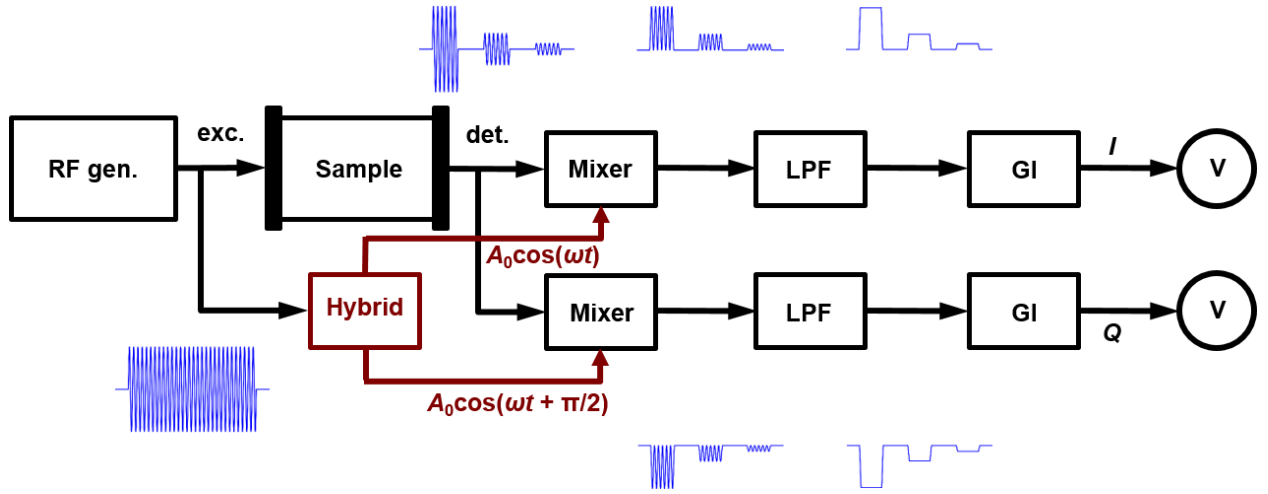 RF gen.
exc.
Sample
det.
Mixer
LPF
GI
I
V
A₀cos(ωt)
Hybrid
Mixer
LPF
GI
Q
V
A₀cos(ωt + π/2)